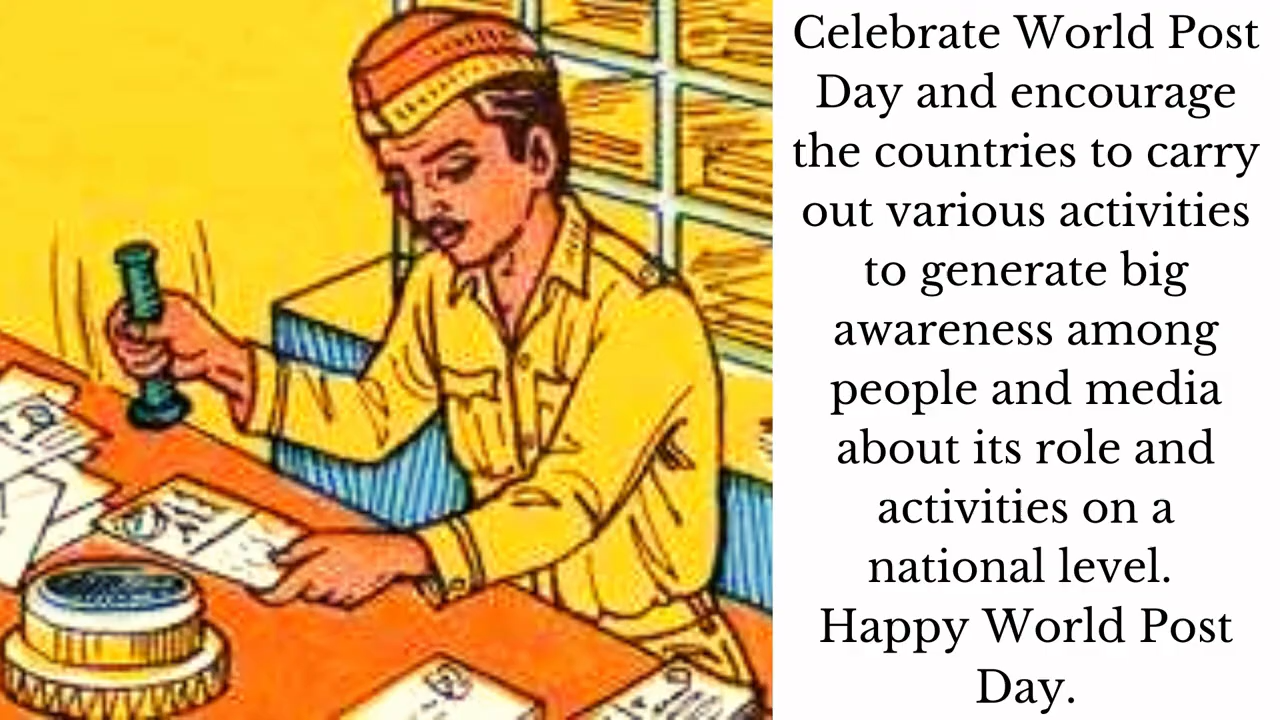 Celebrate World Post
Day and encourage
the countries to carry
out various activities
to generate big
awareness among
people and media
about its role and
activities on a
national level.
Happy World Post
Day.